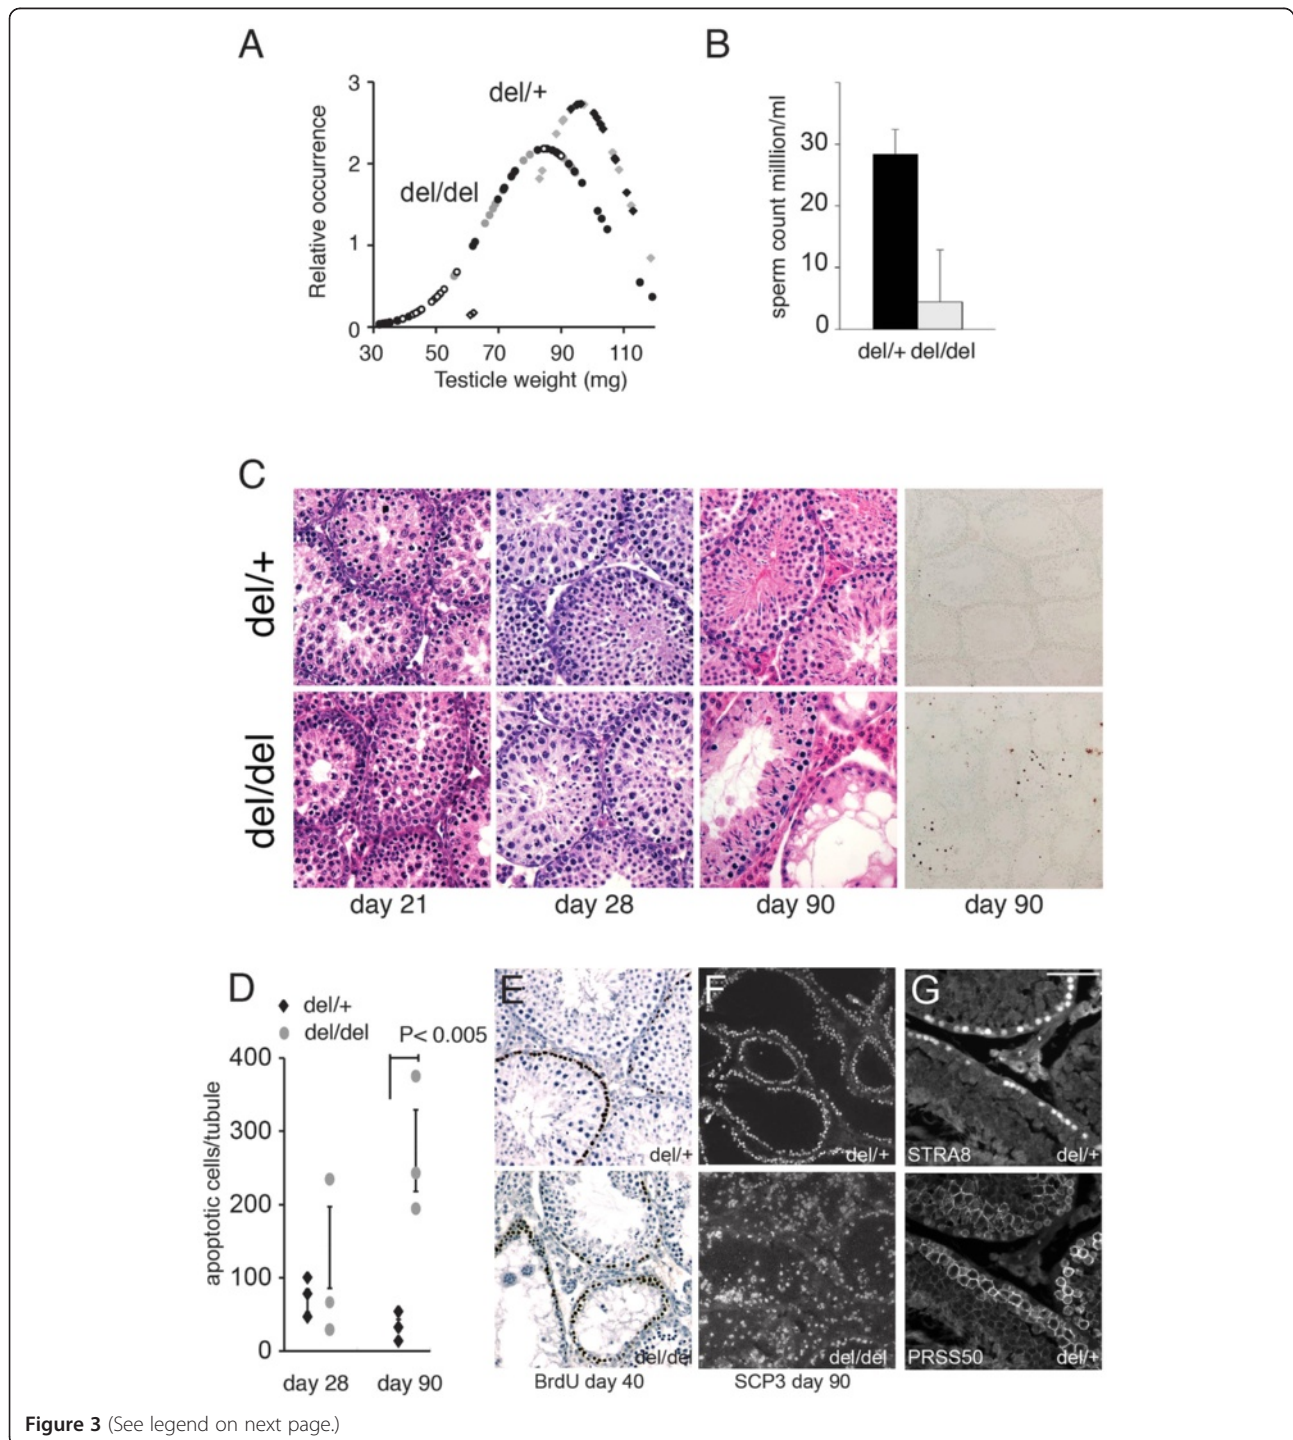 A
B
3
2
1
0
Relative occurrence
del/+
del/del
30 50 70 90 110
Testicle weight (mg)
30
20
10
0
sperm count milllion/ml
del/+ del/del
C
del/+
del/del
day 21 day 28 day 90 day 90
D
del/+
del/del
P< 0.005
400
300
200
100
0
apoptotic cells/tubule
day 28 day 90
E
del/+
del/del
BrdU day 40
F
del/+
del/del
SCP3 day 90
G
STRA8 del/+
PRSS50 del/+
Figure 3 (See legend on next page.)